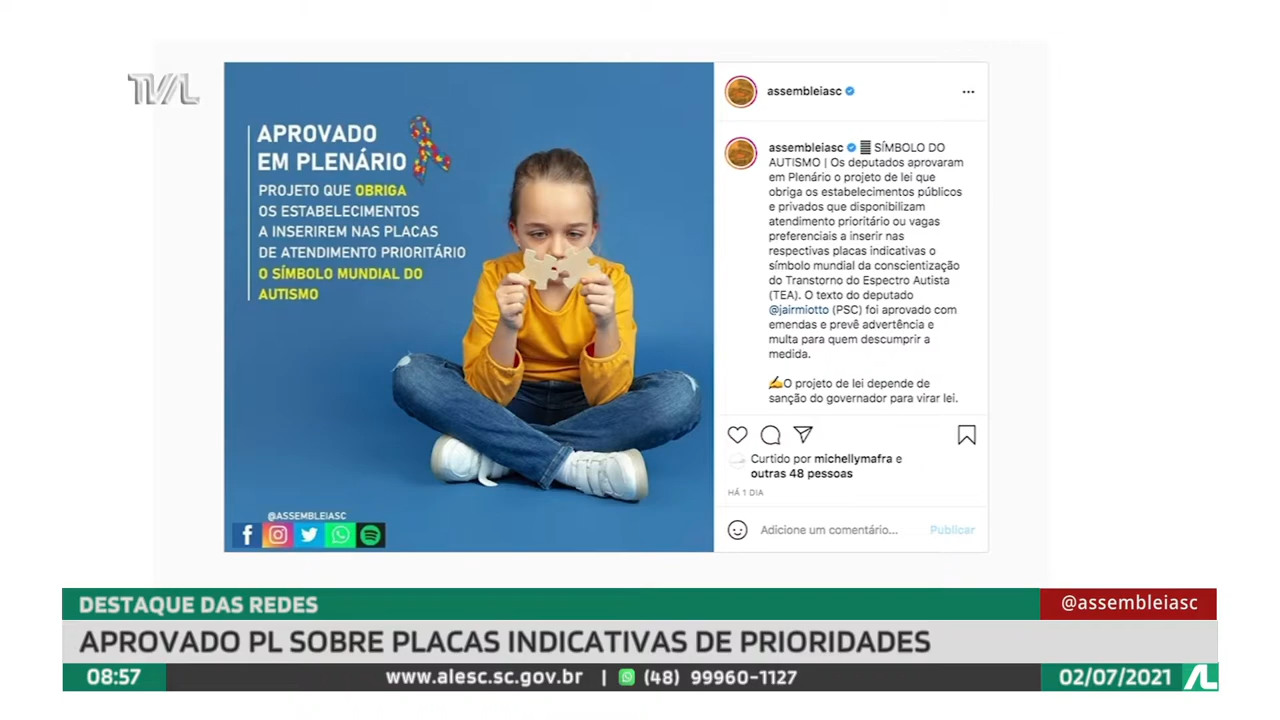 TVAL
APROVADO
EM PLENÁRIO
PROJETO QUE OBRIGA
OS ESTABELECIMENTOS
A INSERIREM NAS PLACAS
DE ATENDIMENTO PRIORITÁRIO
O SÍMBOLO MUNDIAL DO
AUTISMO
@ASSEMBLEIASC
assembleiasc
assembleiasc SÍMBOLO DO
AUTISMO | Os deputados aprovaram
em Plenário o projeto de lei que
obriga os estabelecimentos públicos
e privados que disponibilizam
atendimento prioritário ou vagas
preferenciais a inserir nas
respectivas placas indicativas o
símbolo mundial da conscientização
do Transtorno do Espectro Autista
(TEA). O texto do deputado
@jairmiotto (PSC) foi aprovado com
emendas e prevê advertência e
multa para quem descumprir a
medida.
✍O projeto de lei depende de
sanção do governador para virar lei.
Curtido por michellymafra e
outras 48 pessoas
HÁ 1 DIA
Adicione um comentário... Publicar
DESTAQUE DAS REDES @assembleiasc
APROVADO PL SOBRE PLACAS INDICATIVAS DE PRIORIDADES
08:57 www.alesc.sc.gov.br | (48) 99960-1127 02/07/2021 AL